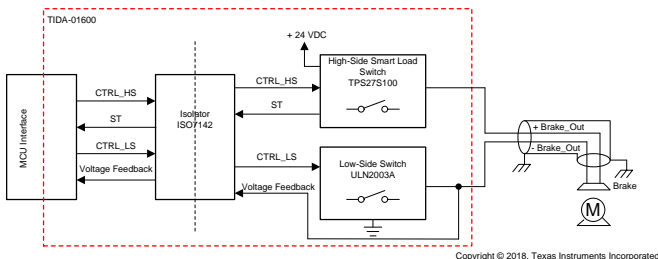 TIDA-01600
+ 24 VDC
High-Side Smart Load
Switch
TPS27S100
MCU Interface
CTRL_HS
ST
CTRL_LS
Voltage Feedback
Isolator
ISO7142
CTRL_HS
ST
CTRL_LS
Voltage Feedback
Low-Side Switch
ULN2003A
+ Brake_Out
- Brake_Out
Brake
M
Copyright © 2018, Texas Instruments Incorporated